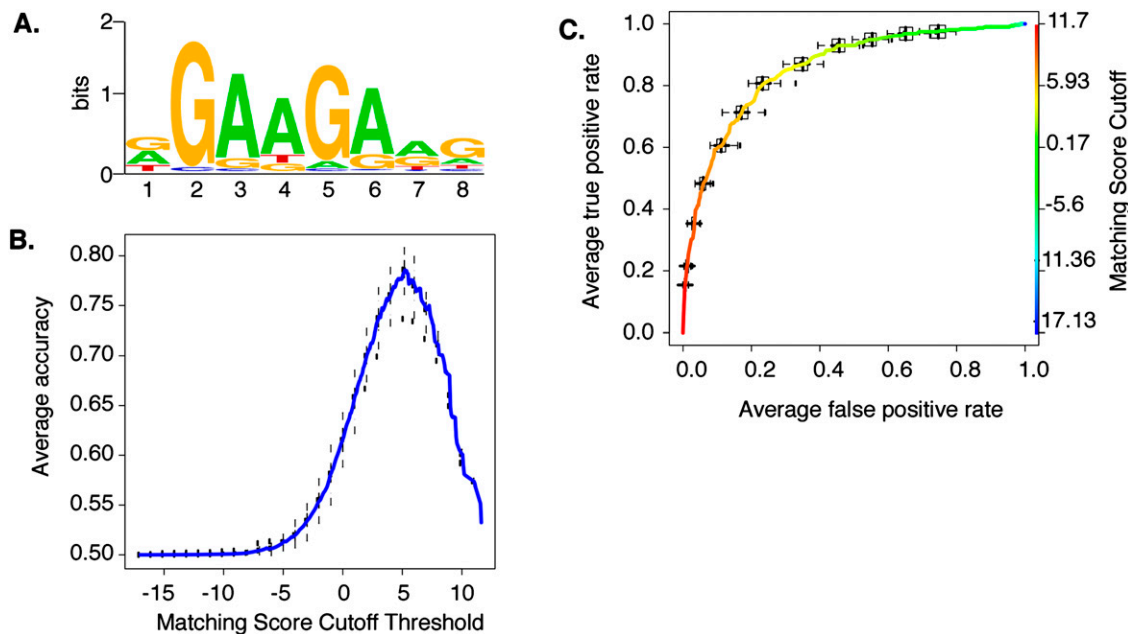 A.
2
1
0
bits
G
A
T
G
C
A
G
C
A
T
G
G
A
C
A
G
C
A
G
T
C
G
A
T
C
1 2 3 4 5 6 7 8
B.
0.80
0.75
0.70
0.65
0.60
0.55
0.50
Average accuracy
-15 -10 -5 0 5 10
Matching Score Cutoff Threshold
C.
1.0
0.8
0.6
0.4
0.2
0.0
Average true positive rate
0.0 0.2 0.4 0.6 0.8 1.0
Average false positive rate
11.7
5.93
0.17
-5.6
11.36
17.13
Matching Score Cutoff